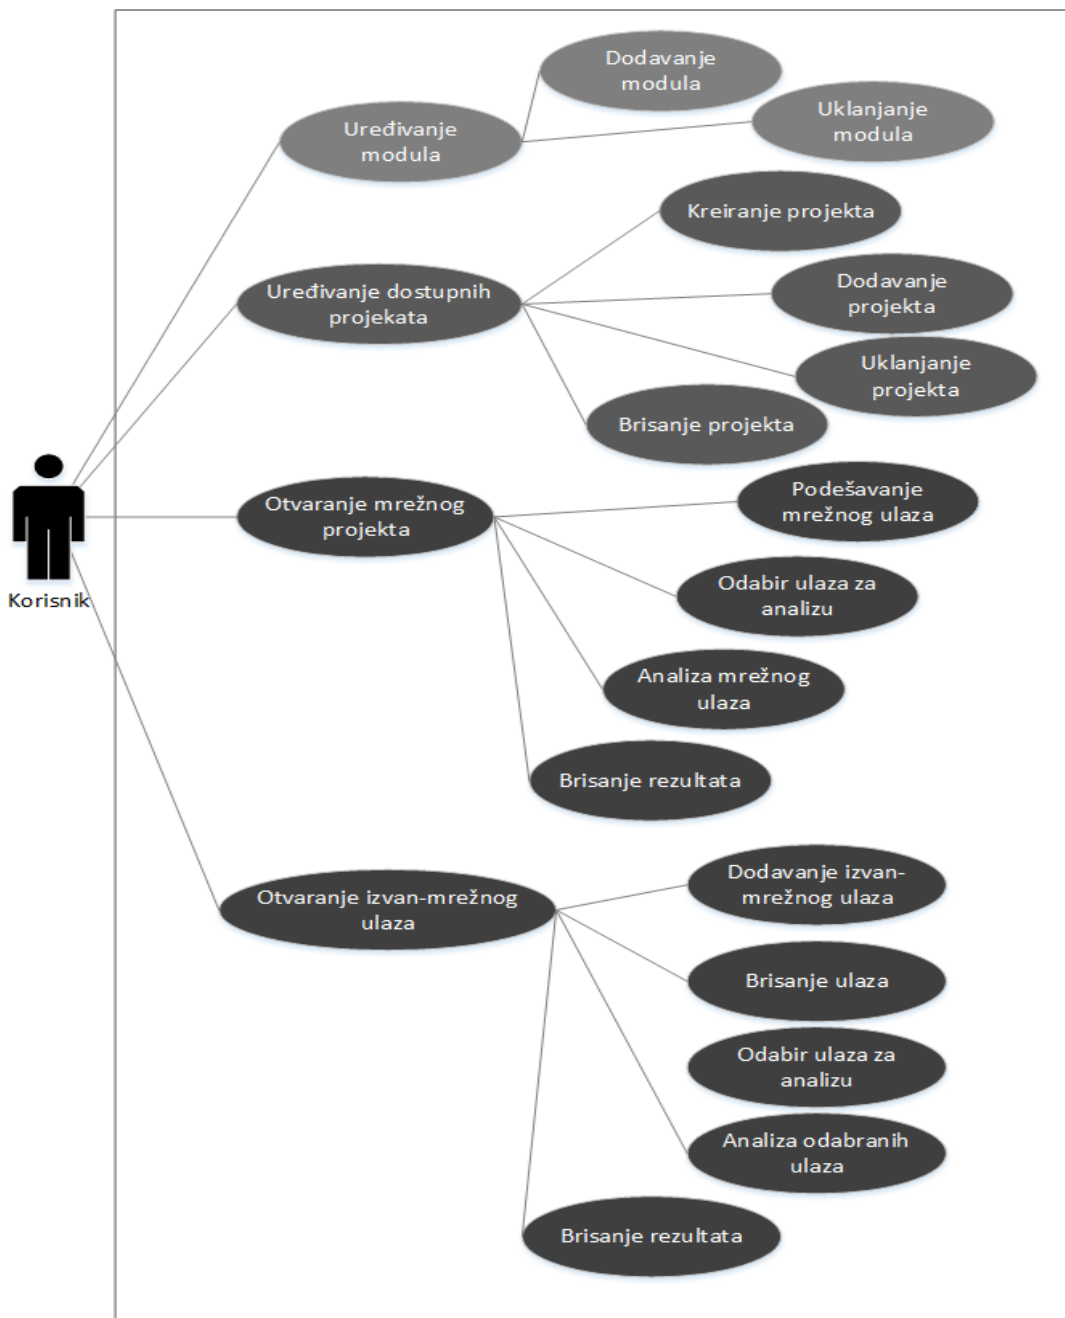 Dodavanje
modula
Uklanjanje
modula
Uređivanje
modula
Kreiranje projekta
Uređivanje dostupnih
projekata
Dodavanje
projekta
Uklanjanje
projekta
Brisanje projekta
Korisnik
Otvaranje mrežnog
projekta
Podešavanje
mrežnog ulaza
Odabir ulaza za
analizu
Analiza mrežnog
ulaza
Brisanje rezultata
Otvaranje izvan-mrežnog
ulaza
Dodavanje izvan-
mrežnog ulaza
Brisanje ulaza
Odabir ulaza za
analizu
Analiza odabranih
ulaza
Brisanje rezultata